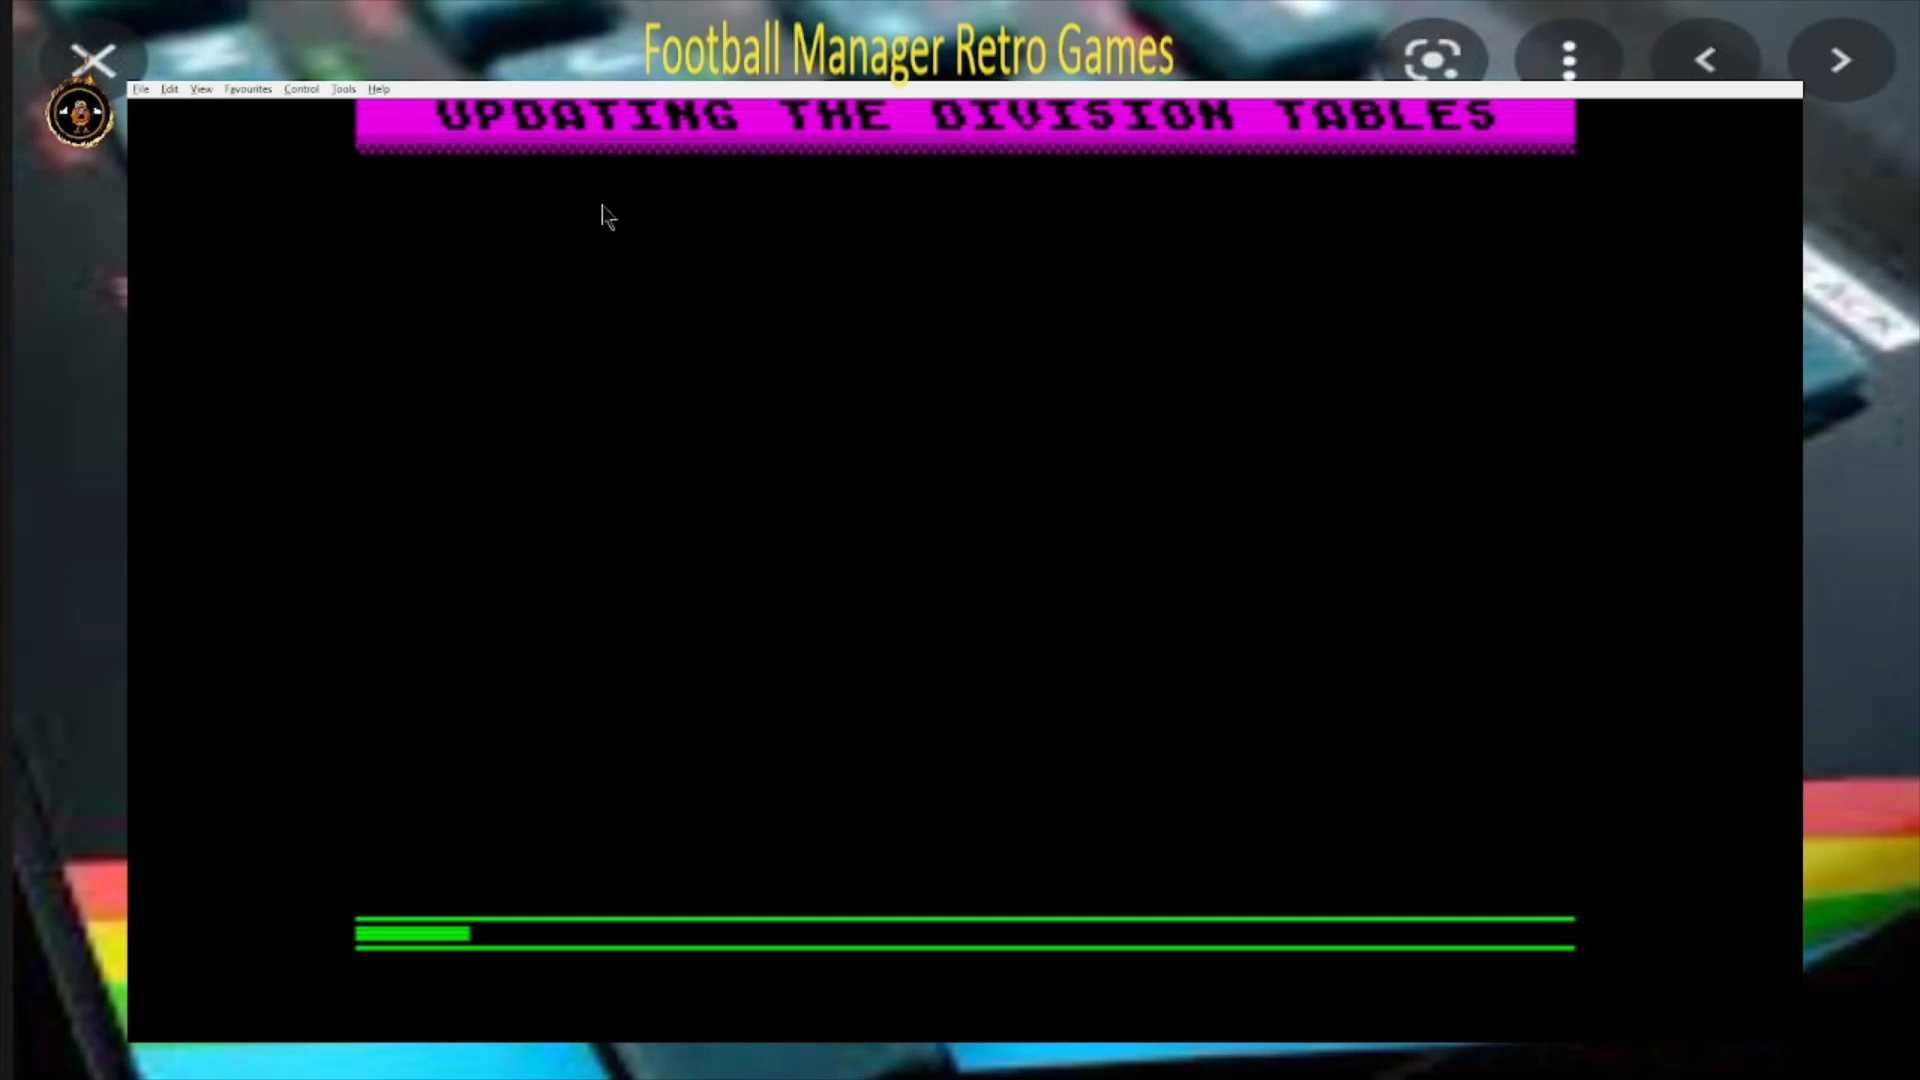 Football Manager Retro Games
File Edit View Favourites Control Tools Help
UPDATING THE DIVISION TABLES